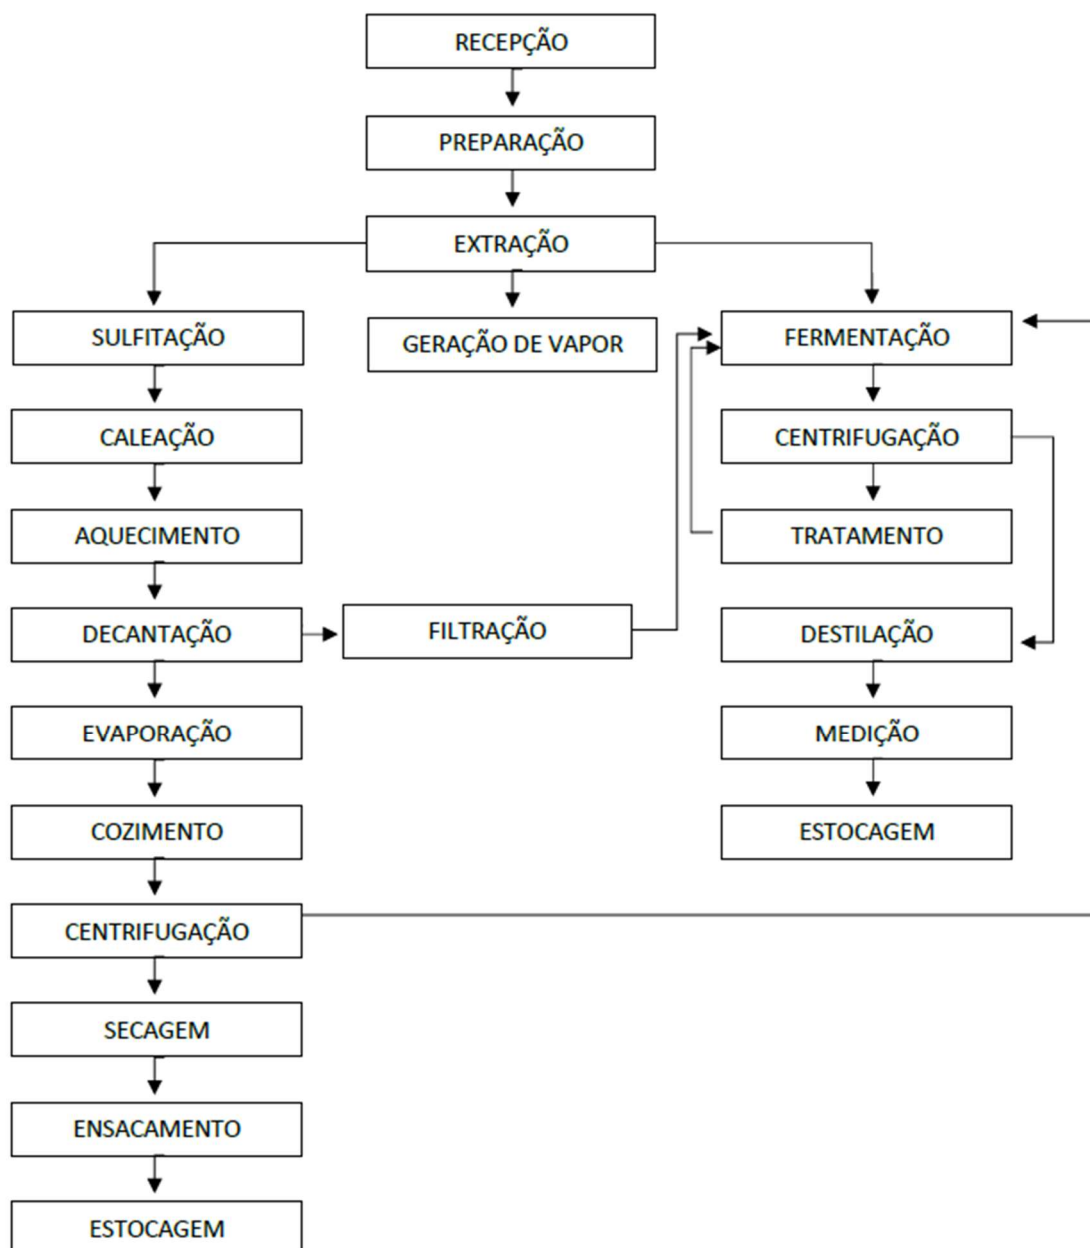 RECEPÇÃO
PREPARAÇÃO
EXTRAÇÃO
SULFITAÇÃO
GERAÇÃO DE VAPOR
FERMENTAÇÃO
CALEAÇÃO
CENTRIFUGAÇÃO
AQUECIMENTO
TRATAMENTO
DECANTAÇÃO
FILTRAÇÃO
DESTILAÇÃO
EVAPORAÇÃO
MEDIÇÃO
COZIMENTO
ESTOCAGEM
CENTRIFUGAÇÃO
SECAGEM
ENSACAMENTO
ESTOCAGEM